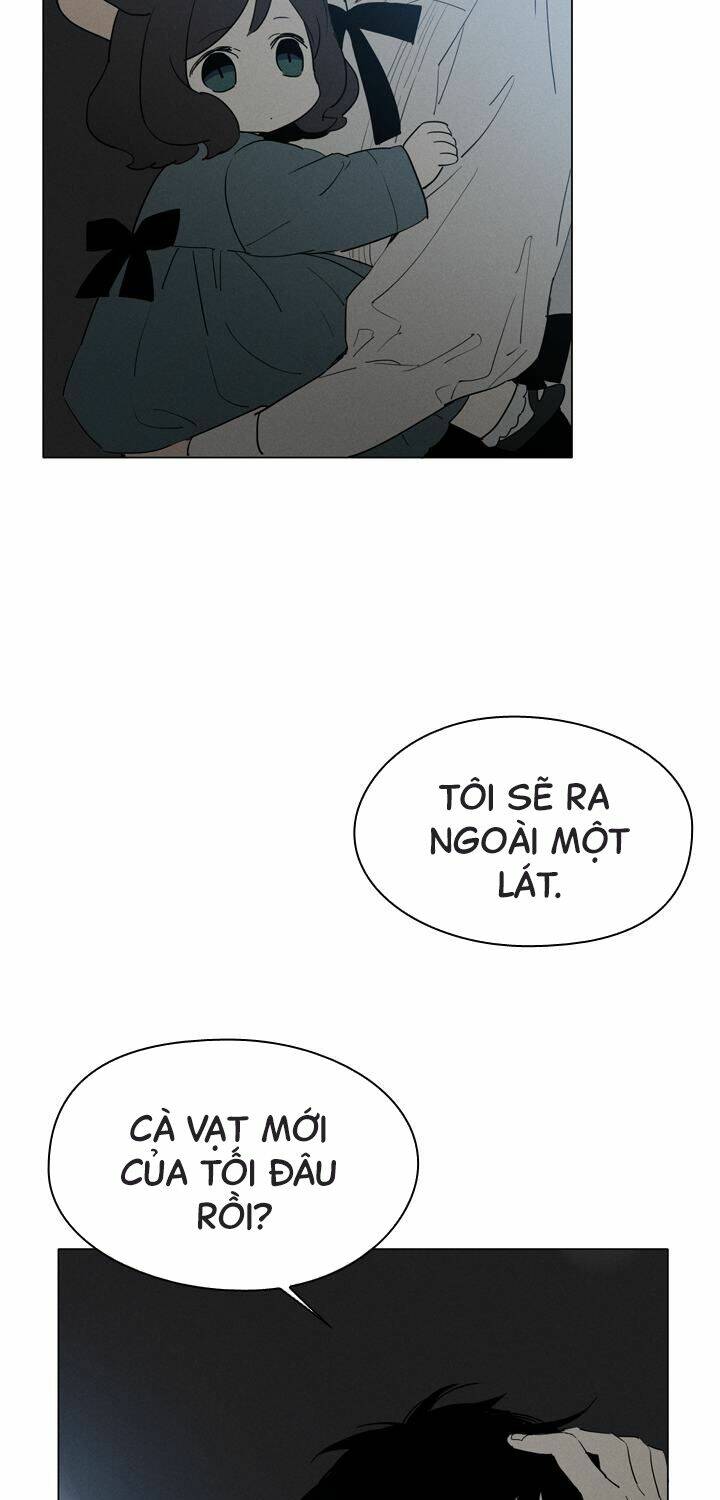 TÔI SẼ RA
NGOÀI MỘT
LÁT.
CÀ VẠT MỚI
CỦA TỐI ĐÂU
RỒI?